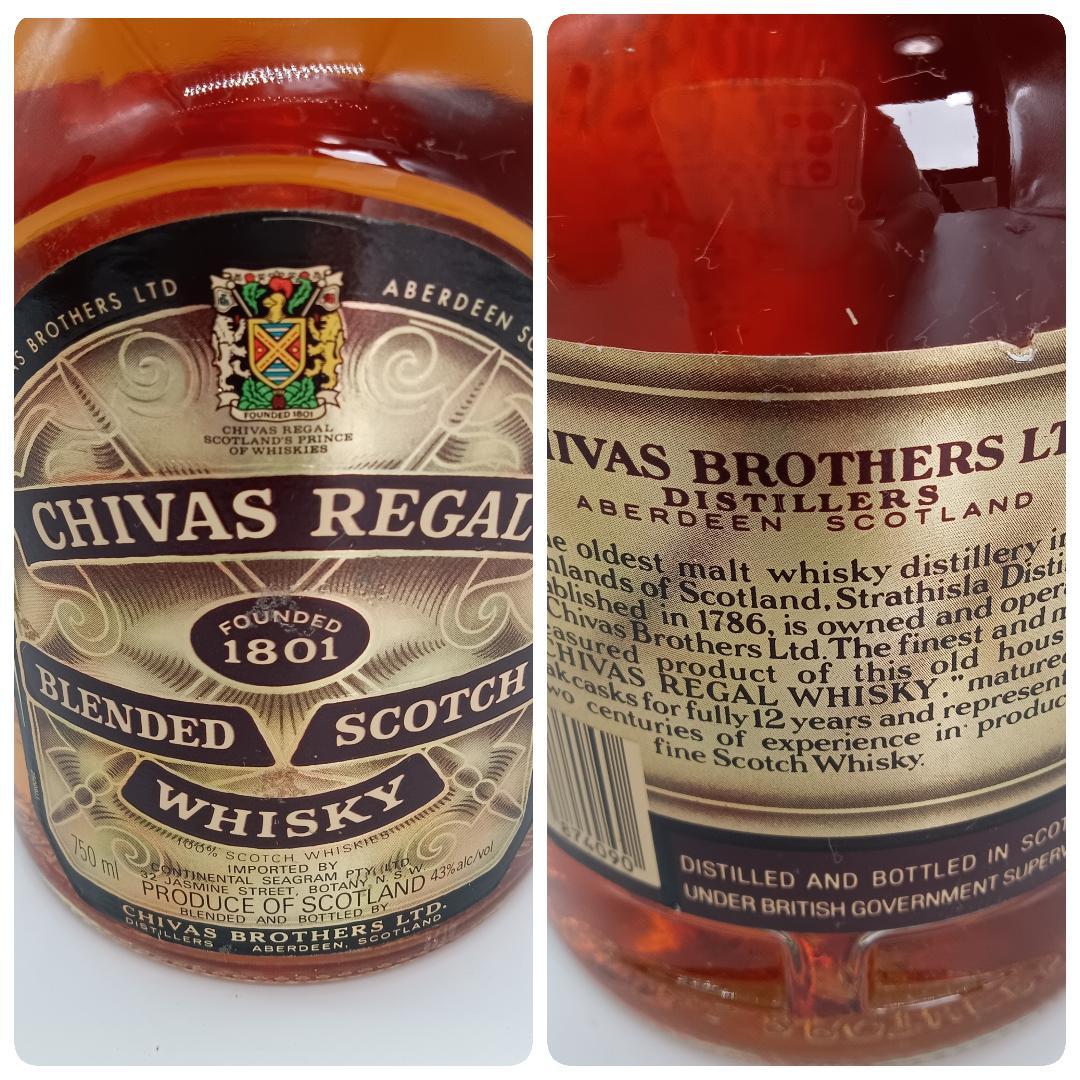 BROTHERS LTD
ABERDEEN
FOUNDED 1801
CHIVAS REGAL
SCOTLAND'S PRINCE
OF WHISKIES
CHIVAS REGAL
FOUNDED
1801
BLENDED SCOTCH
WHISKY
100% SCOTCH WHISKIES
750 ml
IMPORTED BY
CONTINENTAL SEAGRAM PTY. LTD.
32 JASMINE STREET, BOTANY, N.S.W.
43% alc/vol
PRODUCE OF SCOTLAND
BLENDED AND BOTTLED BY
CHIVAS BROTHERS LTD.
DISTILLERS ABERDEEN, SCOTLAND
HIVAS BROTHERS LT
DISTILLERS
ABERDEEN SCOTLAND
e oldest malt whisky distillery in
hlands of Scotland, Strathisla Disti
ablished in 1786, is owned and opera
Chivas Brothers Ltd. The finest and m
easured product of this old hous
"CHIVAS REGAL WHISKY," matured
ak casks for fully 12 years and represent
wo centuries of experience in produc
fine Scotch Whisky.
874090
DISTILLED AND BOTTLED IN SCOT
UNDER BRITISH GOVERNMENT SUPERV